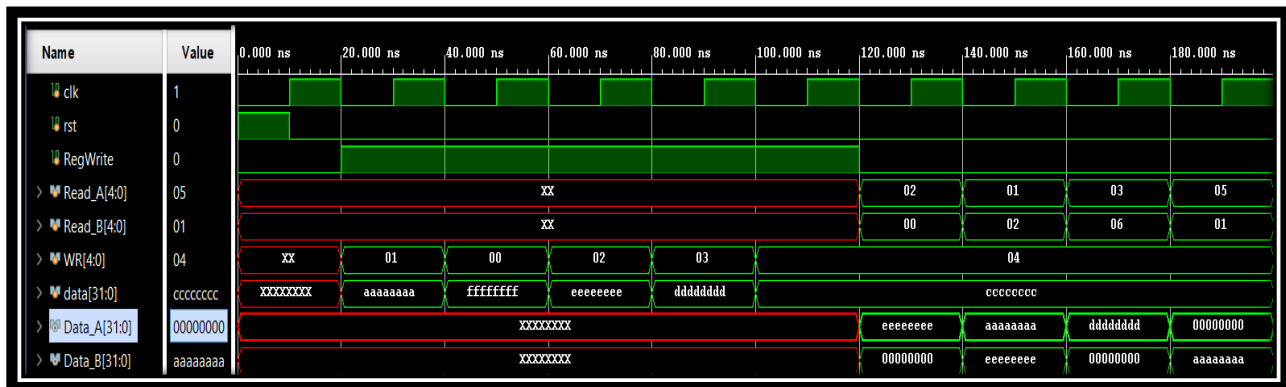 Name Value 0.000 ns 20.000 ns 40.000 ns 60.000 ns 80.000 ns 100.000 ns 120.000 ns 140.000 ns 160.000 ns 180.000 ns
clk 1
rst 0
RegWrite 0
Read_A[4:0] 05 XX 02 01 03 05
Read_B[4:0] 01 XX 00 02 06 01
WR[4:0] 04 XX 01 00 02 03 04
data[31:0] cccccccc XXXXXXXX aaaaaaaa ffffffff eeeeeeee dddddddd cccccccc
Data_A[31:0] 00000000 XXXXXXXX eeeeeeee aaaaaaaa dddddddd 00000000
Data_B[31:0] aaaaaaaa XXXXXXXX 00000000 eeeeeeee 00000000 aaaaaaaa